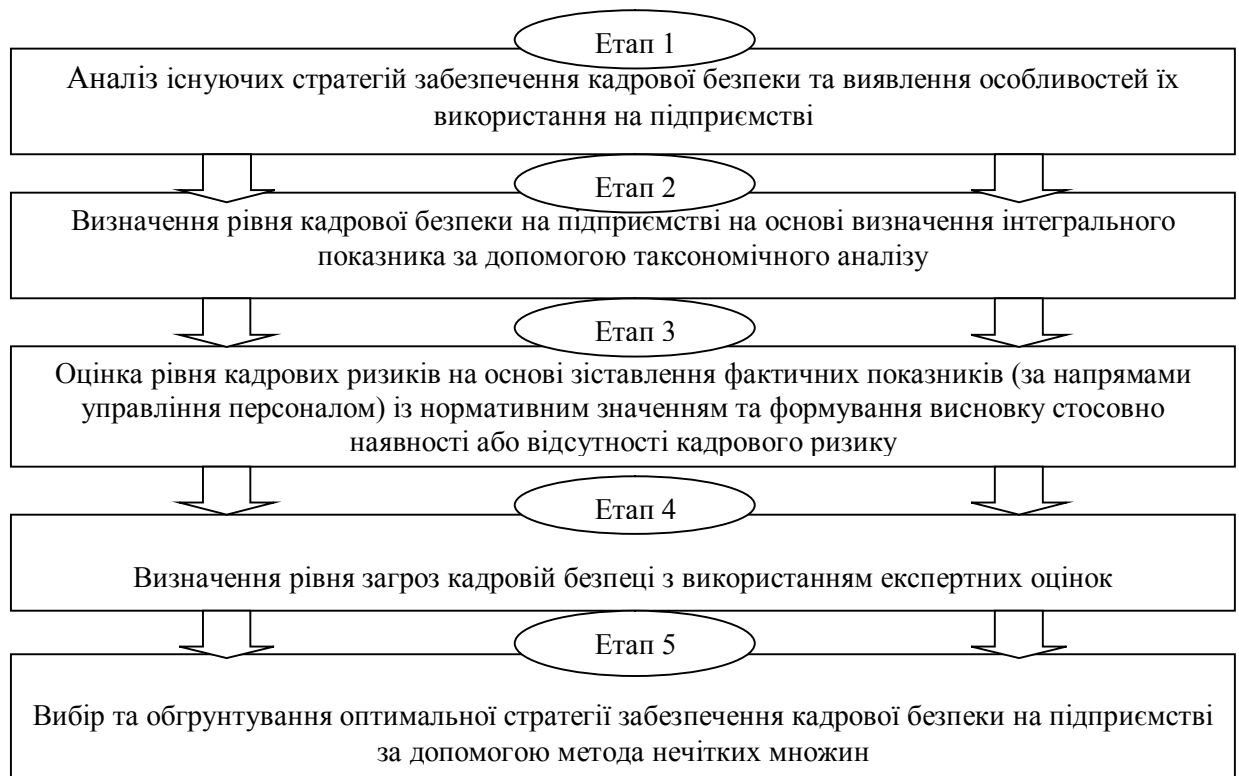 Етап 1
Аналіз існуючих стратегій забезпечення кадрової безпеки та виявлення особливостей їх
використання на підприємстві
Етап 2
Визначення рівня кадрової безпеки на підприємстві на основі визначення інтегрального
показника за допомогою таксономічного аналізу
Етап 3
Оцінка рівня кадрових ризиків на основі зіставлення фактичних показників (за напрямами
управління персоналом) із нормативним значенням та формування висновку стосовно
наявності або відсутності кадрового ризику
Етап 4
Визначення рівня загроз кадровій безпеці з використанням експертних оцінок
Етап 5
Вибір та обгрунтування оптимальної стратегії забезпечення кадрової безпеки на підприємстві
за допомогою метода нечітких множин